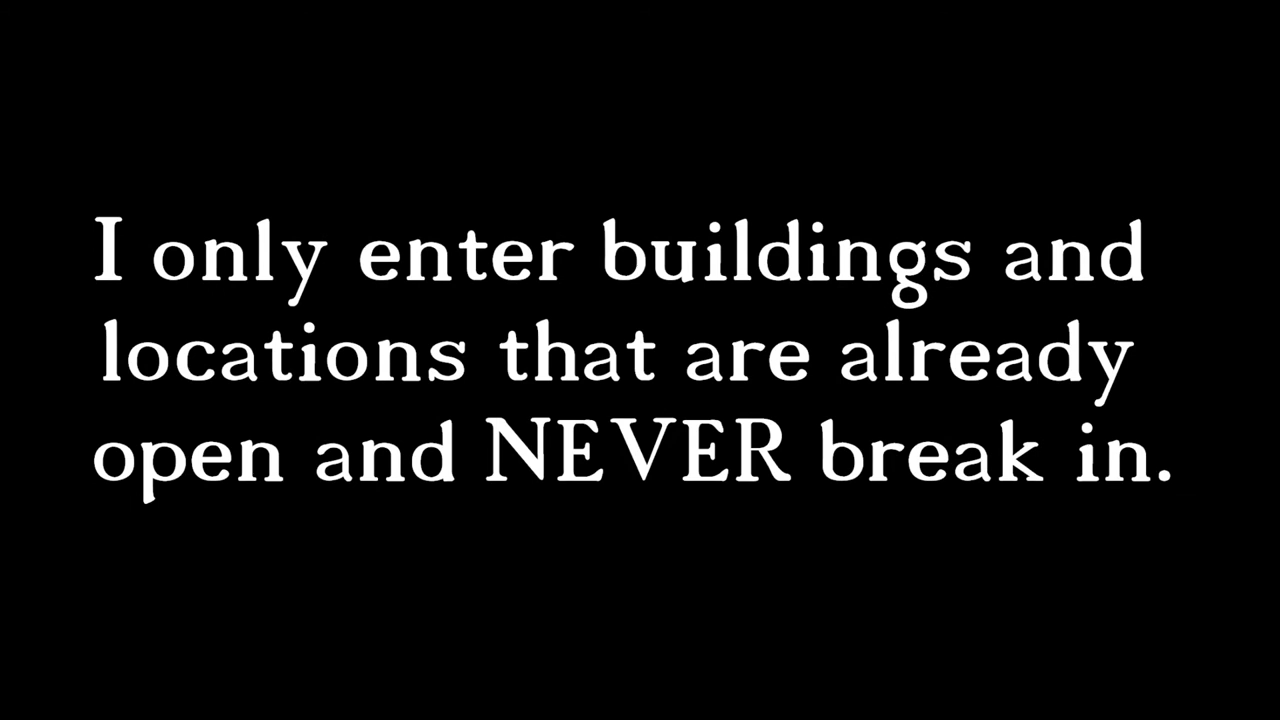 I only enter buildings and
locations that are already
open and NEVER break in.